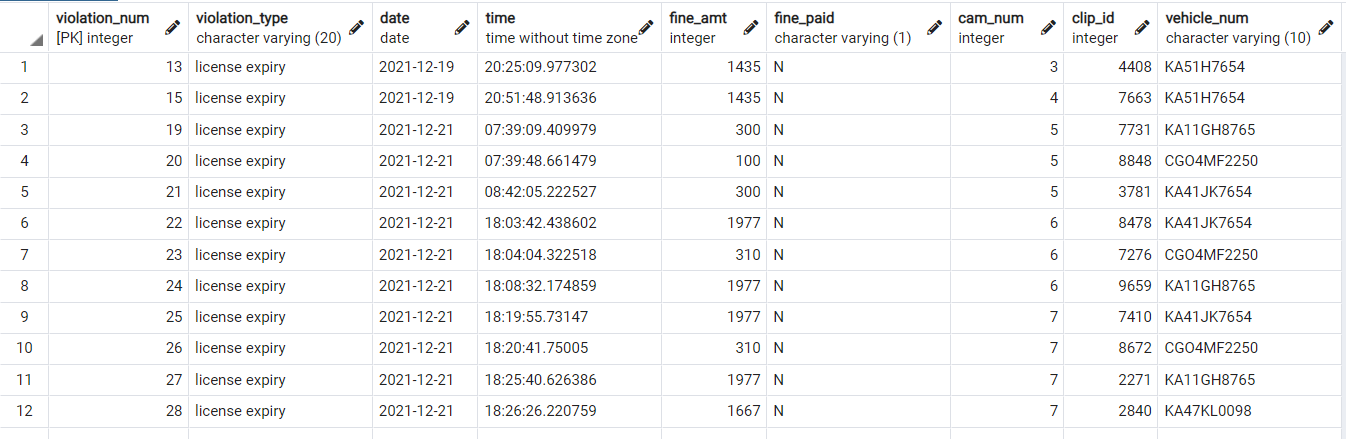 violation_num violation_type date time fine_amt fine_paid cam_num clip_id vehicle_num
[PK] integer character varying (20) date time without time zone integer character varying (1) integer integer character varying (10)
1 13 license expiry 2021-12-19 20:25:09.977302 1435 N 3 4408 KA51H7654
2 15 license expiry 2021-12-19 20:51:48.913636 1435 N 4 7663 KA51H7654
3 19 license expiry 2021-12-21 07:39:09.409979 300 N 5 7731 KA11GH8765
4 20 license expiry 2021-12-21 07:39:48.661479 100 N 5 8848 CGO4MF2250
5 21 license expiry 2021-12-21 08:42:05.222527 300 N 5 3781 KA41JK7654
6 22 license expiry 2021-12-21 18:03:42.438602 1977 N 6 8478 KA41JK7654
7 23 license expiry 2021-12-21 18:04:04.322518 310 N 6 7276 CGO4MF2250
8 24 license expiry 2021-12-21 18:08:32.174859 1977 N 6 9659 KA11GH8765
9 25 license expiry 2021-12-21 18:19:55.73147 1977 N 7 7410 KA41JK7654
10 26 license expiry 2021-12-21 18:20:41.75005 310 N 7 8672 CGO4MF2250
11 27 license expiry 2021-12-21 18:25:40.626386 1977 N 7 2271 KA11GH8765
12 28 license expiry 2021-12-21 18:26:26.220759 1667 N 7 2840 KA47KL0098